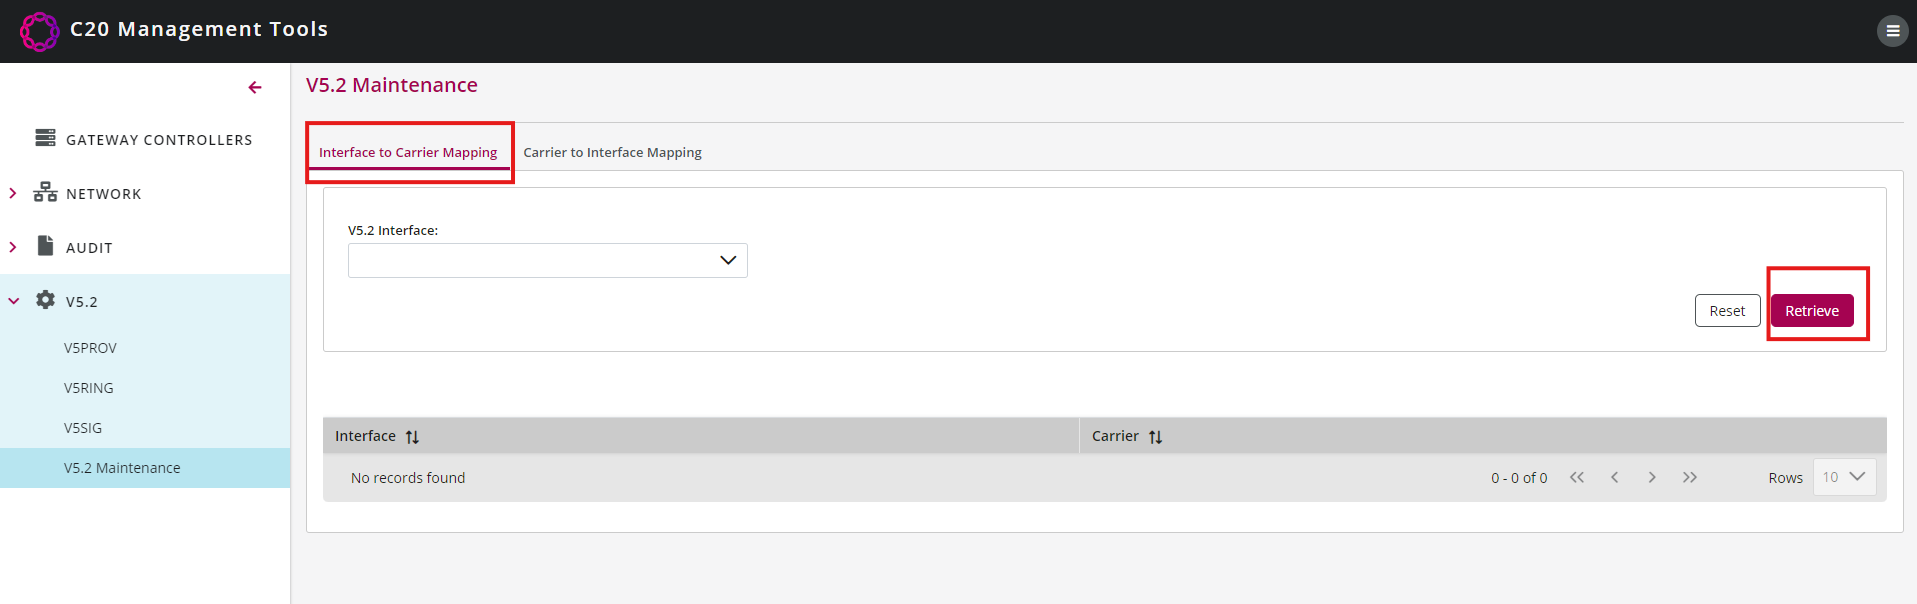 C20 Management Tools
V5.2 Maintenance
GATEWAY CONTROLLERS
NETWORK
AUDIT
V5.2
V5PROV
V5RING
V5SIG
V5.2 Maintenance
Interface to Carrier Mapping Carrier to Interface Mapping
V5.2 Interface:
Reset Retrieve
Interface Carrier
No records found 0 - 0 of 0 Rows 10